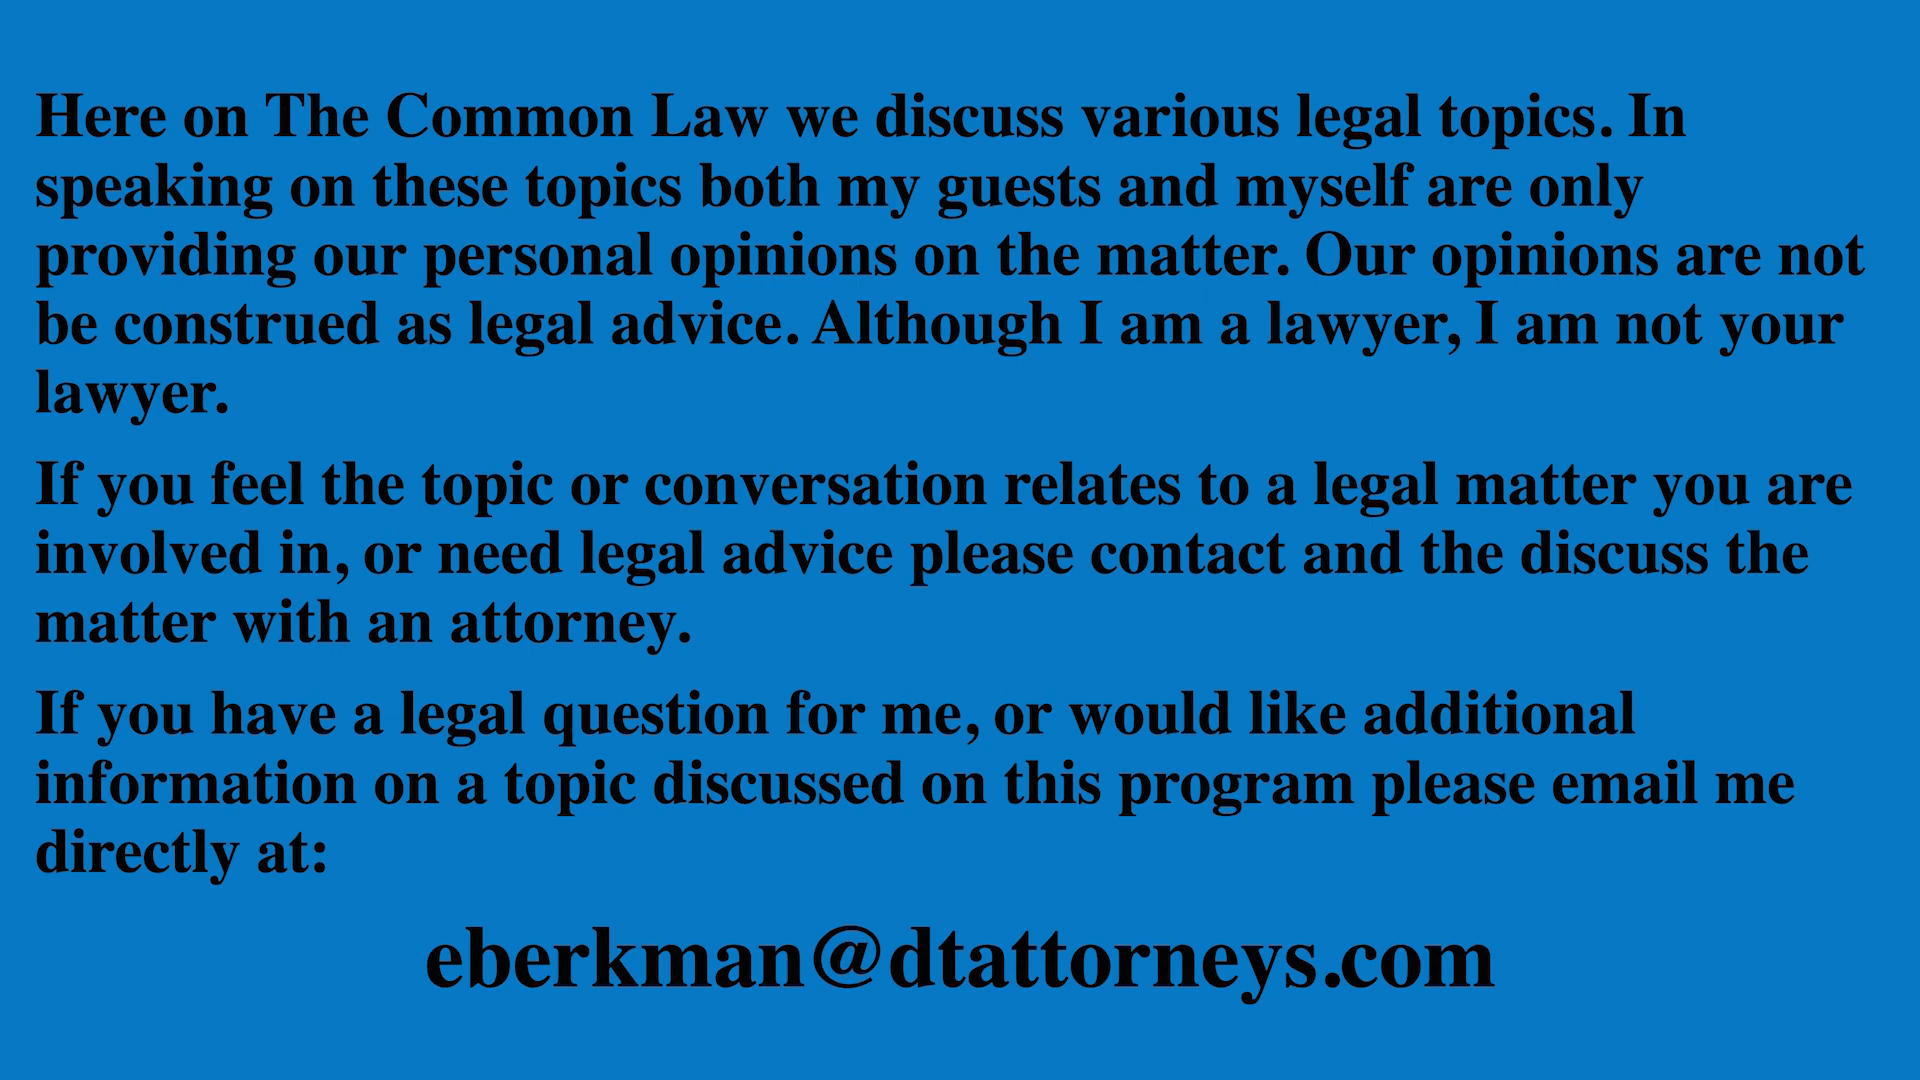 Here on The Common Law we discuss various legal topics. In
speaking on these topics both my guests and myself are only
providing our personal opinions on the matter. Our opinions are not
be construed as legal advice. Although I am a lawyer, I am not your
lawyer.
If you feel the topic or conversation relates to a legal matter you are
involved in, or need legal advice please contact and the discuss the
matter with an attorney.
If you have a legal question for me, or would like additional
information on a topic discussed on this program please email me
directly at:
eberkman@dtattorneys.com